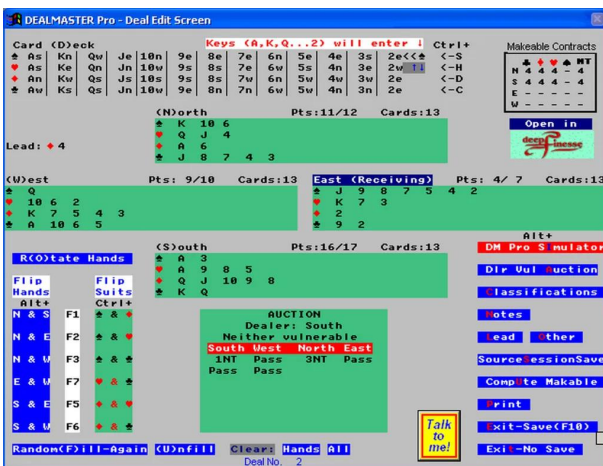 DEALMASTER Pro - Deal Edit Screen
Card (D)eck Keys (A,K,Q...2) will enter ↓ Ctrl+
♠ As| Kn| Qw| Je|10n| 9e| 8e| 7e| 6n| 5e| 4e| 3s| 2e<<♠ <-S
♥ As| Ke| Qn| Jn|10w| 9s| 8e| 7e| 6w| 5s| 4n| 3e| 2w ↑↓ <-H
♦ An| Kw| Qs| Js|10s| 9s| 8s| 7w| 6n| 5w| 4w| 3w| 2e <-D
♣ Aw| Ks| Qs| Jn|10w| 9e| 8n| 7n| 6w| 5w| 4n| 3n| 2e <-C
Makeable Contracts
♣ ♦ ♥ ♠ NT
N 4 4 4 - 4
S 4 4 4 - 4
E - - - - -
W - - - - -
Open in
deep finesse
(N)orth Pts:11/12 Cards:13
♠ K 10 6
♥ Q J 4
♦ A 6
♣ J 8 7 4 3
Lead: ♦ 4
(W)est Pts: 9/10 Cards:13
♠ Q
♥ 10 6 2
♦ K 7 5 4 3
♣ A 10 6 5
East (Receiving) Pts: 4/ 7 Cards:13
♠ J 9 8 7 5 4 2
♥ K 7 3
♦ 2
♣ 9 2
(S)outh Pts:16/17 Cards:13
♠ A 3
♥ A 9 8 5
♦ Q J 10 9 8
♣ K Q
R(O)tate Hands
Flip Flip
Hands Suits
Alt+ Ctrl+
N & S F1 ♠ & ♦
N & E F2 ♠ & ♥
N & W F3 ♠ & ♣
E & W F7 ♥ & ♣
S & E F5 ♦ & ♥
S & W F6 ♦ & ♣
AUCTION
Dealer: South
Neither vulnerable
South West North East
1NT Pass 3NT Pass
Pass Pass
Alt+
DM Pro Simulator
Dlr Vul Auction
Classifications
Notes
Lead Other
SourceSessionSave
CompUte Makable
Print
Exit-Save(F10)
Exit-No Save
Talk
to
me!
Random(F)ill-Again (U)nfill Clear: Hands All
Deal No. 2